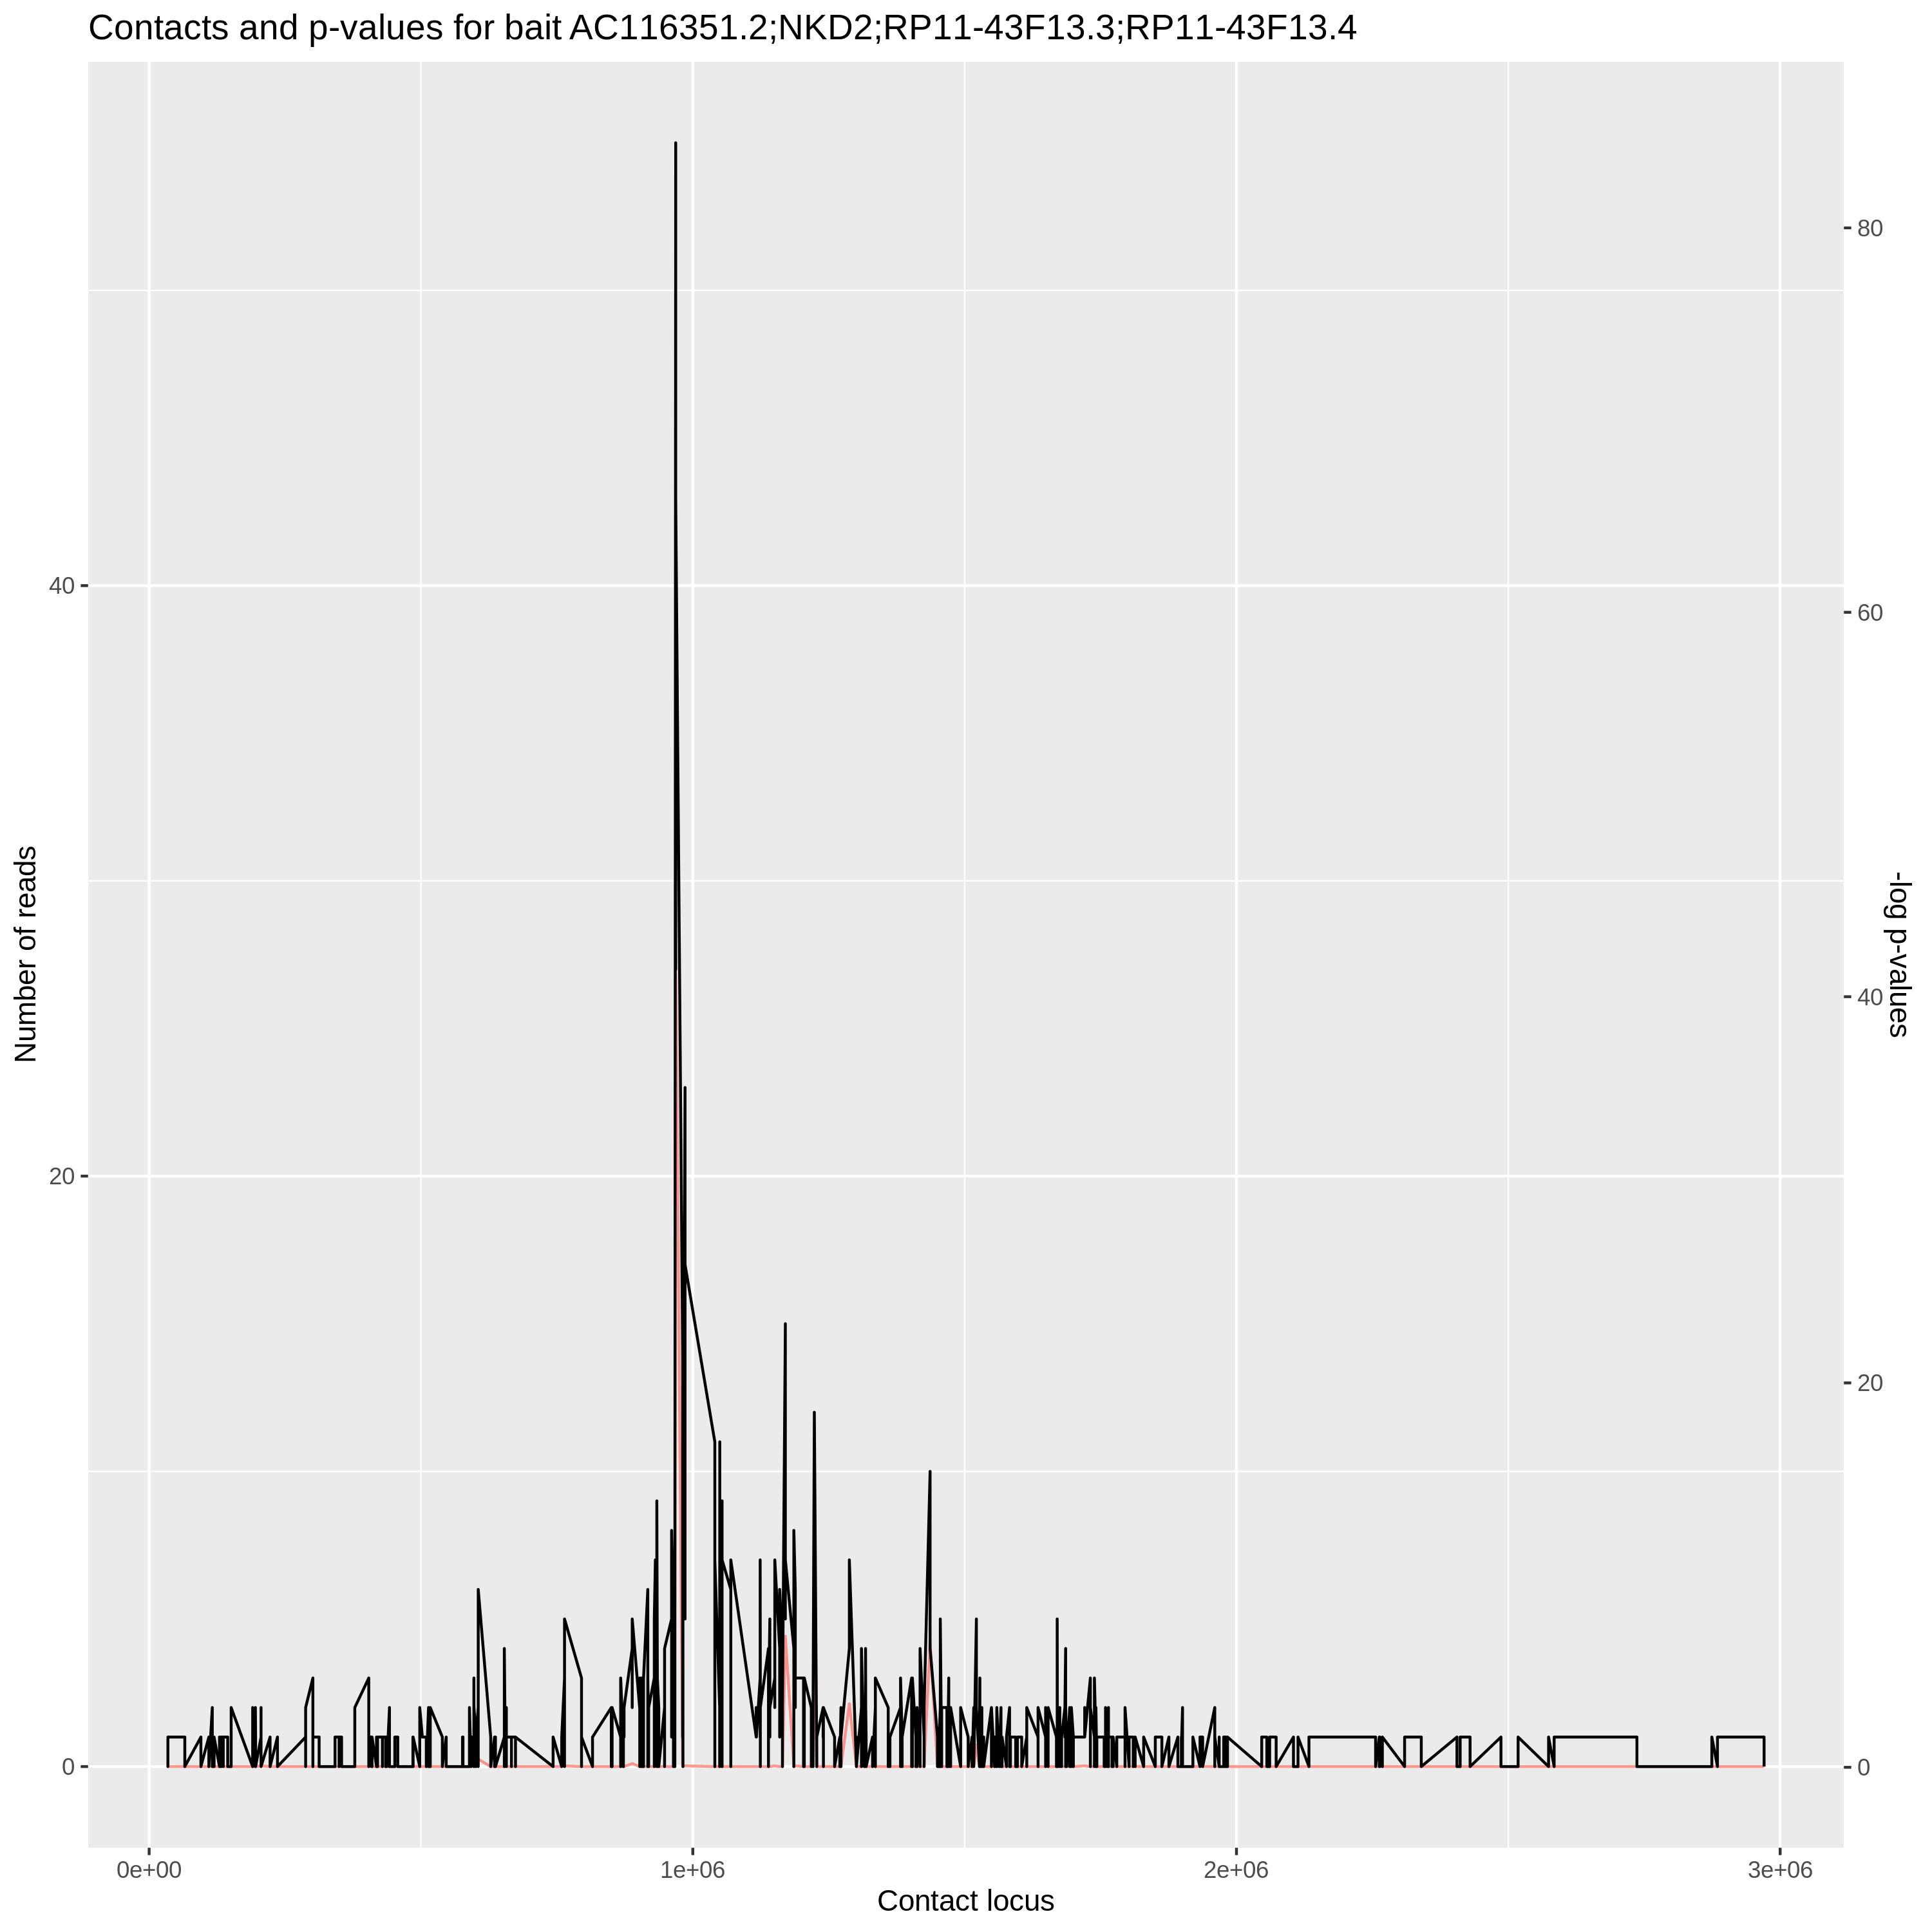 Contacts and p-values for bait AC116351.2;NKD2;RP11-43F13.3;RP11-43F13.4
Number of reads
40
20
0
80
60
40
20
0
-log p-values
0e+00 1e+06 2e+06 3e+06
Contact locus